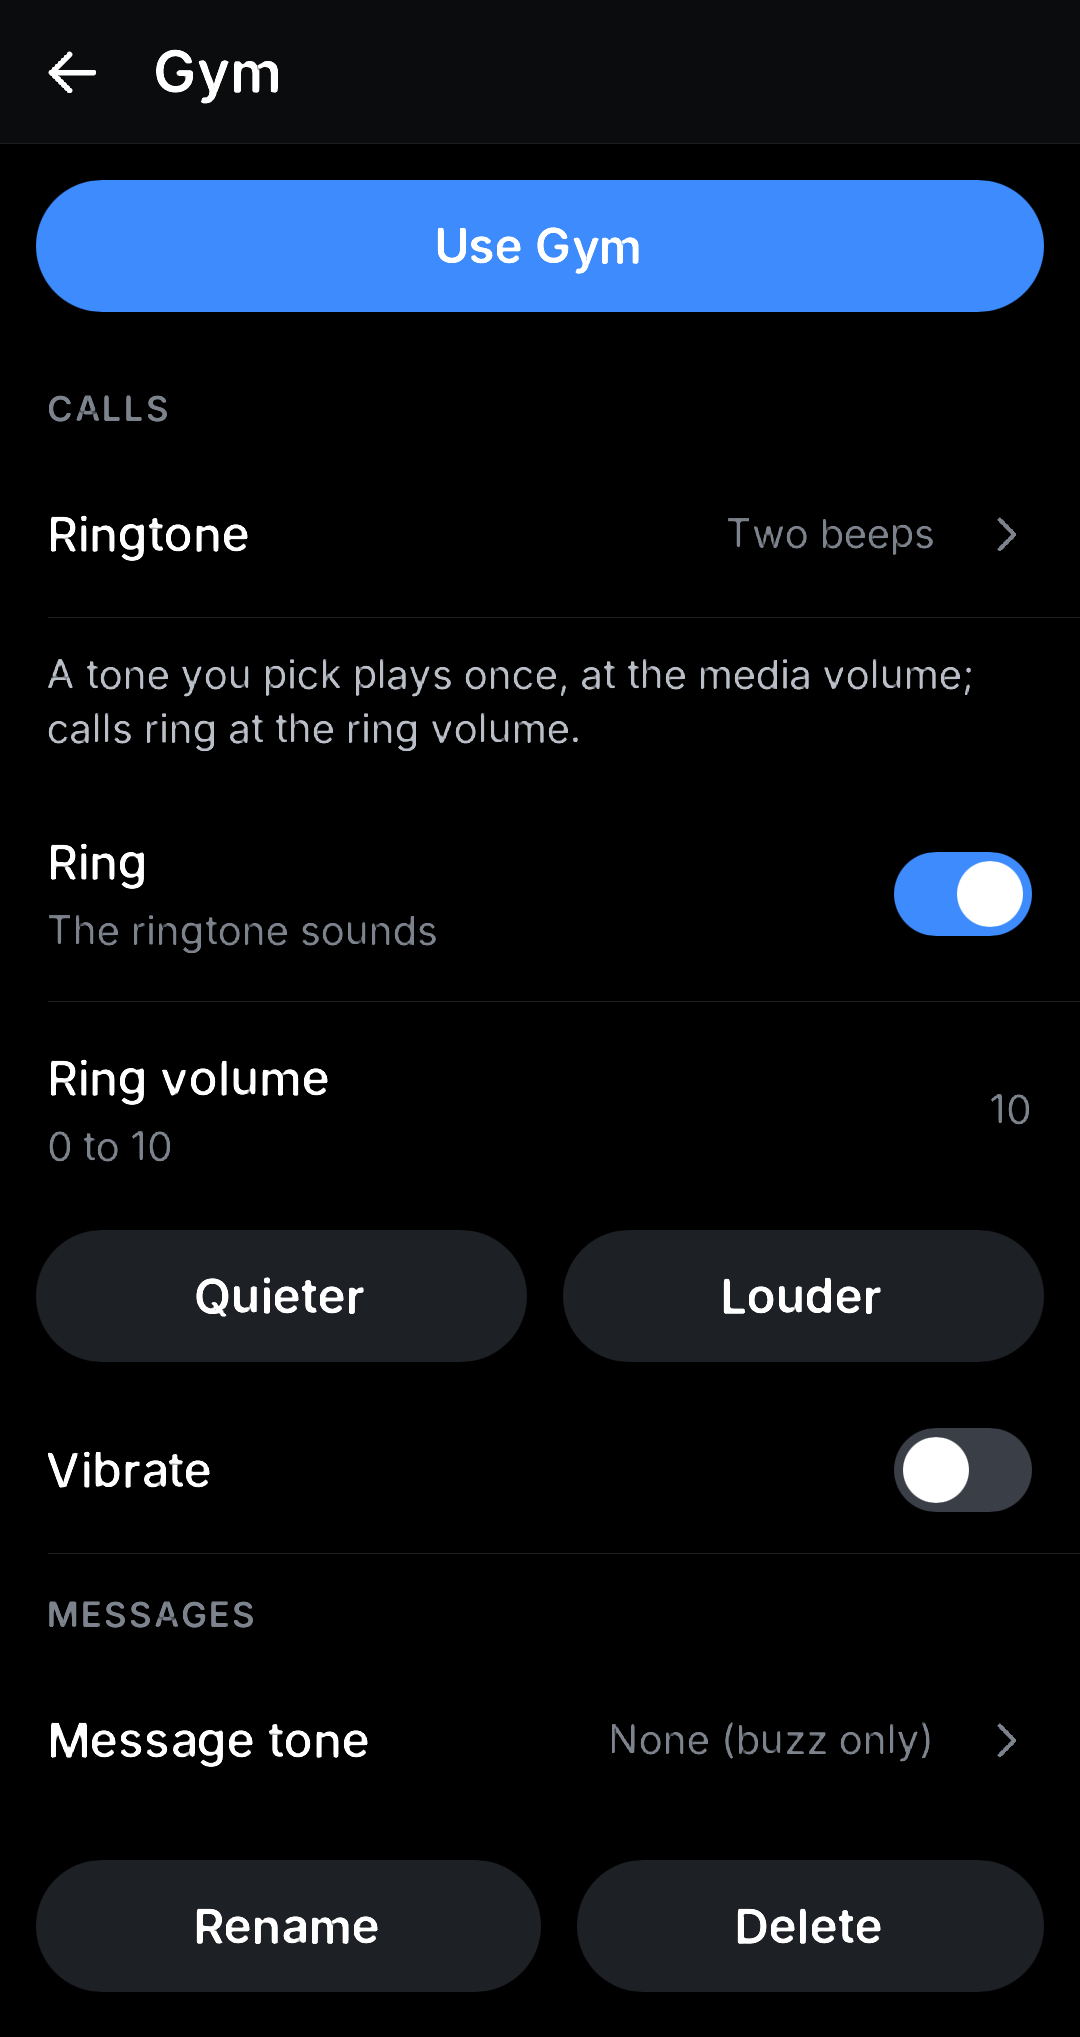 Gym
Use Gym
CALLS
Ringtone
Two beeps
A tone you pick plays once, at the media volume;
calls ring at the ring volume.
Ring
The ringtone sounds
Ring volume
0 to 10
10
Quieter
Louder
Vibrate
MESSAGES
Message tone
None (buzz only)
Rename
Delete